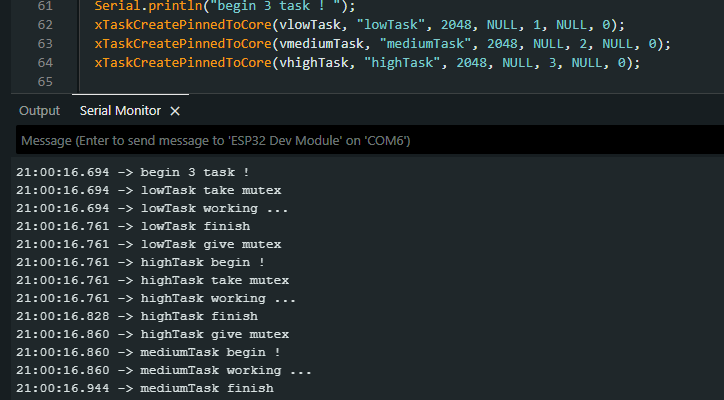 61 Serial.println("begin 3 task ! ");
62 xTaskCreatePinnedToCore(vlowTask, "lowTask", 2048, NULL, 1, NULL, 0);
63 xTaskCreatePinnedToCore(vmediumTask, "mediumTask", 2048, NULL, 2, NULL, 0);
64 xTaskCreatePinnedToCore(vhighTask, "highTask", 2048, NULL, 3, NULL, 0);
65
Output Serial Monitor ×
Message (Enter to send message to 'ESP32 Dev Module' on 'COM6')
21:00:16.694 -> begin 3 task !
21:00:16.694 -> lowTask take mutex
21:00:16.694 -> lowTask working ...
21:00:16.761 -> lowTask finish
21:00:16.761 -> lowTask give mutex
21:00:16.761 -> highTask begin !
21:00:16.761 -> highTask take mutex
21:00:16.761 -> highTask working ...
21:00:16.828 -> highTask finish
21:00:16.860 -> highTask give mutex
21:00:16.860 -> mediumTask begin !
21:00:16.860 -> mediumTask working ...
21:00:16.944 -> mediumTask finish